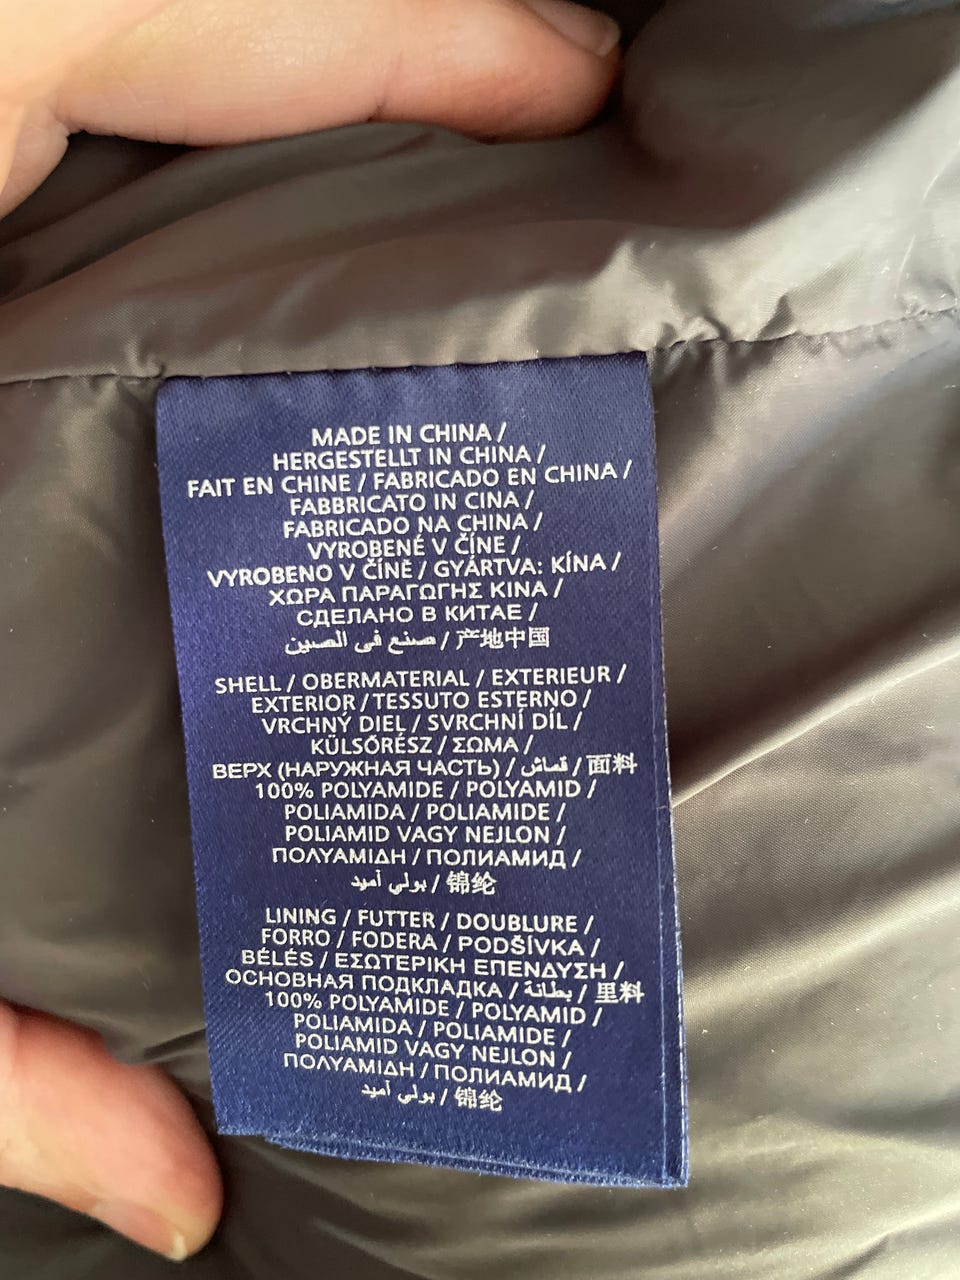 MADE IN CHINA /
HERGESTELLT IN CHINA /
FAIT EN CHINE / FABRICADO EN CHINA /
FABBRICATO IN CINA /
FABRICADO NA CHINA /
VYROBENÉ V ČÍNE /
VYROBENO V ČÍNĚ / GYÁRTVA: KÍNA /
ΧΩΡΑ ΠΑΡΑΓΩΓΗΣ ΚΙΝΑ /
СДЕЛАНО В КИТАЕ /
صنع في الصين / 产地中国
SHELL / OBERMATERIAL / EXTERIEUR /
EXTERIOR / TESSUTO ESTERNO /
VRCHNÝ DIEL / SVRCHNÍ DÍL /
KÜLSŐRÉSZ / ΣΩΜΑ /
ВЕРХ (НАРУЖНАЯ ЧАСТЬ) / قماش / 面料
100% POLYAMIDE / POLYAMID /
POLIAMIDA / POLIAMIDE /
POLIAMID VAGY NEJLON /
ΠΟΛΥΑΜΙΔΗ / ПОЛИАМИД /
بولي أميد / 锦纶
LINING / FUTTER / DOUBLURE /
FORRO / FODERA / PODŠÍVKA /
BÉLÉS / ΕΣΩΤΕΡΙΚΗ ΕΠΕΝΔΥΣΗ /
ОСНОВНАЯ ПОДКЛАДКА / بطانة / 里料
100% POLYAMIDE / POLYAMID /
POLIAMIDA / POLIAMIDE /
POLIAMID VAGY NEJLON /
ΠΟΛΥΑΜΙΔΗ / ПОЛИАМИД /
بولي أميد / 锦纶